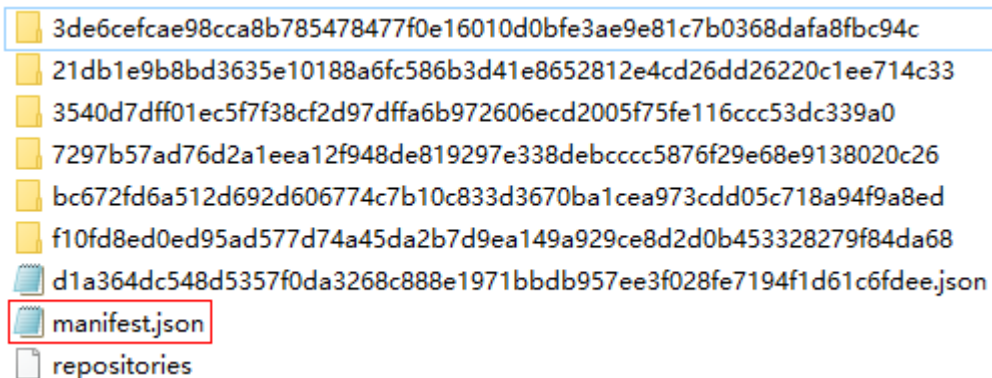 3de6cefcae98cca8b785478477f0e16010d0bfe3ae9e81c7b0368dafa8fbc94c
21db1e9b8bd3635e10188a6fc586b3d41e8652812e4cd26dd26220c1ee714c33
3540d7dff01ec5f7f38cf2d97dffa6b972606ecd2005f75fe116ccc53dc339a0
7297b57ad76d2a1eea12f948de819297e338debcccc5876f29e68e9138020c26
bc672fd6a512d692d606774c7b10c833d3670ba1cea973cdd05c718a94f9a8ed
f10fd8ed0ed95ad577d74a45da2b7d9ea149a929ce8d2d0b453328279f84da68
d1a364dc548d5357f0da3268c888e1971bbdb957ee3f028fe7194f1d61c6fdee.json
manifest.json
repositories